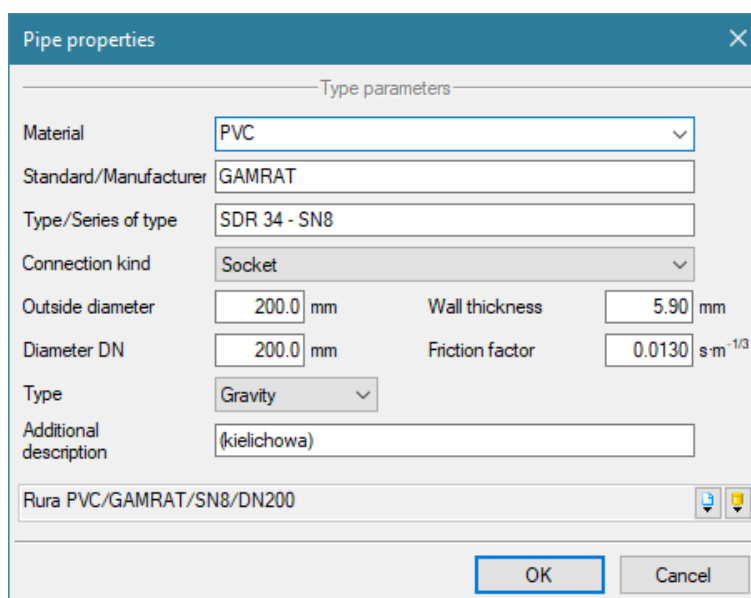 Pipe properties
Type parameters
Material PVC
Standard/Manufacturer GAMRAT
Type/Series of type SDR 34 - SN8
Connection kind Socket
Outside diameter 200.0 mm Wall thickness 5.90 mm
Diameter DN 200.0 mm Friction factor 0.0130 s·m⁻¹/³
Type Gravity
Additional
description (kielichowa)
Rura PVC/GAMRAT/SN8/DN200
OK Cancel